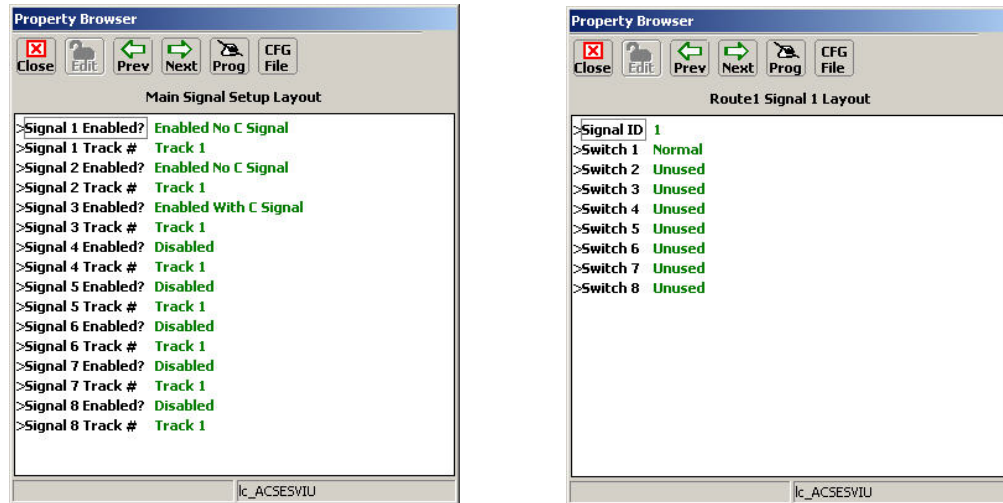 Property Browser
Close Edit Prev Next Prog CFG File
Main Signal Setup Layout
>Signal 1 Enabled? Enabled No C Signal
>Signal 1 Track # Track 1
>Signal 2 Enabled? Enabled No C Signal
>Signal 2 Track # Track 1
>Signal 3 Enabled? Enabled With C Signal
>Signal 3 Track # Track 1
>Signal 4 Enabled? Disabled
>Signal 4 Track # Track 1
>Signal 5 Enabled? Disabled
>Signal 5 Track # Track 1
>Signal 6 Enabled? Disabled
>Signal 6 Track # Track 1
>Signal 7 Enabled? Disabled
>Signal 7 Track # Track 1
>Signal 8 Enabled? Disabled
>Signal 8 Track # Track 1
lc_ACSESVIU
Property Browser
Close Edit Prev Next Prog CFG File
Route1 Signal 1 Layout
>Signal ID 1
>Switch 1 Normal
>Switch 2 Unused
>Switch 3 Unused
>Switch 4 Unused
>Switch 5 Unused
>Switch 6 Unused
>Switch 7 Unused
>Switch 8 Unused
lc_ACSESVIU